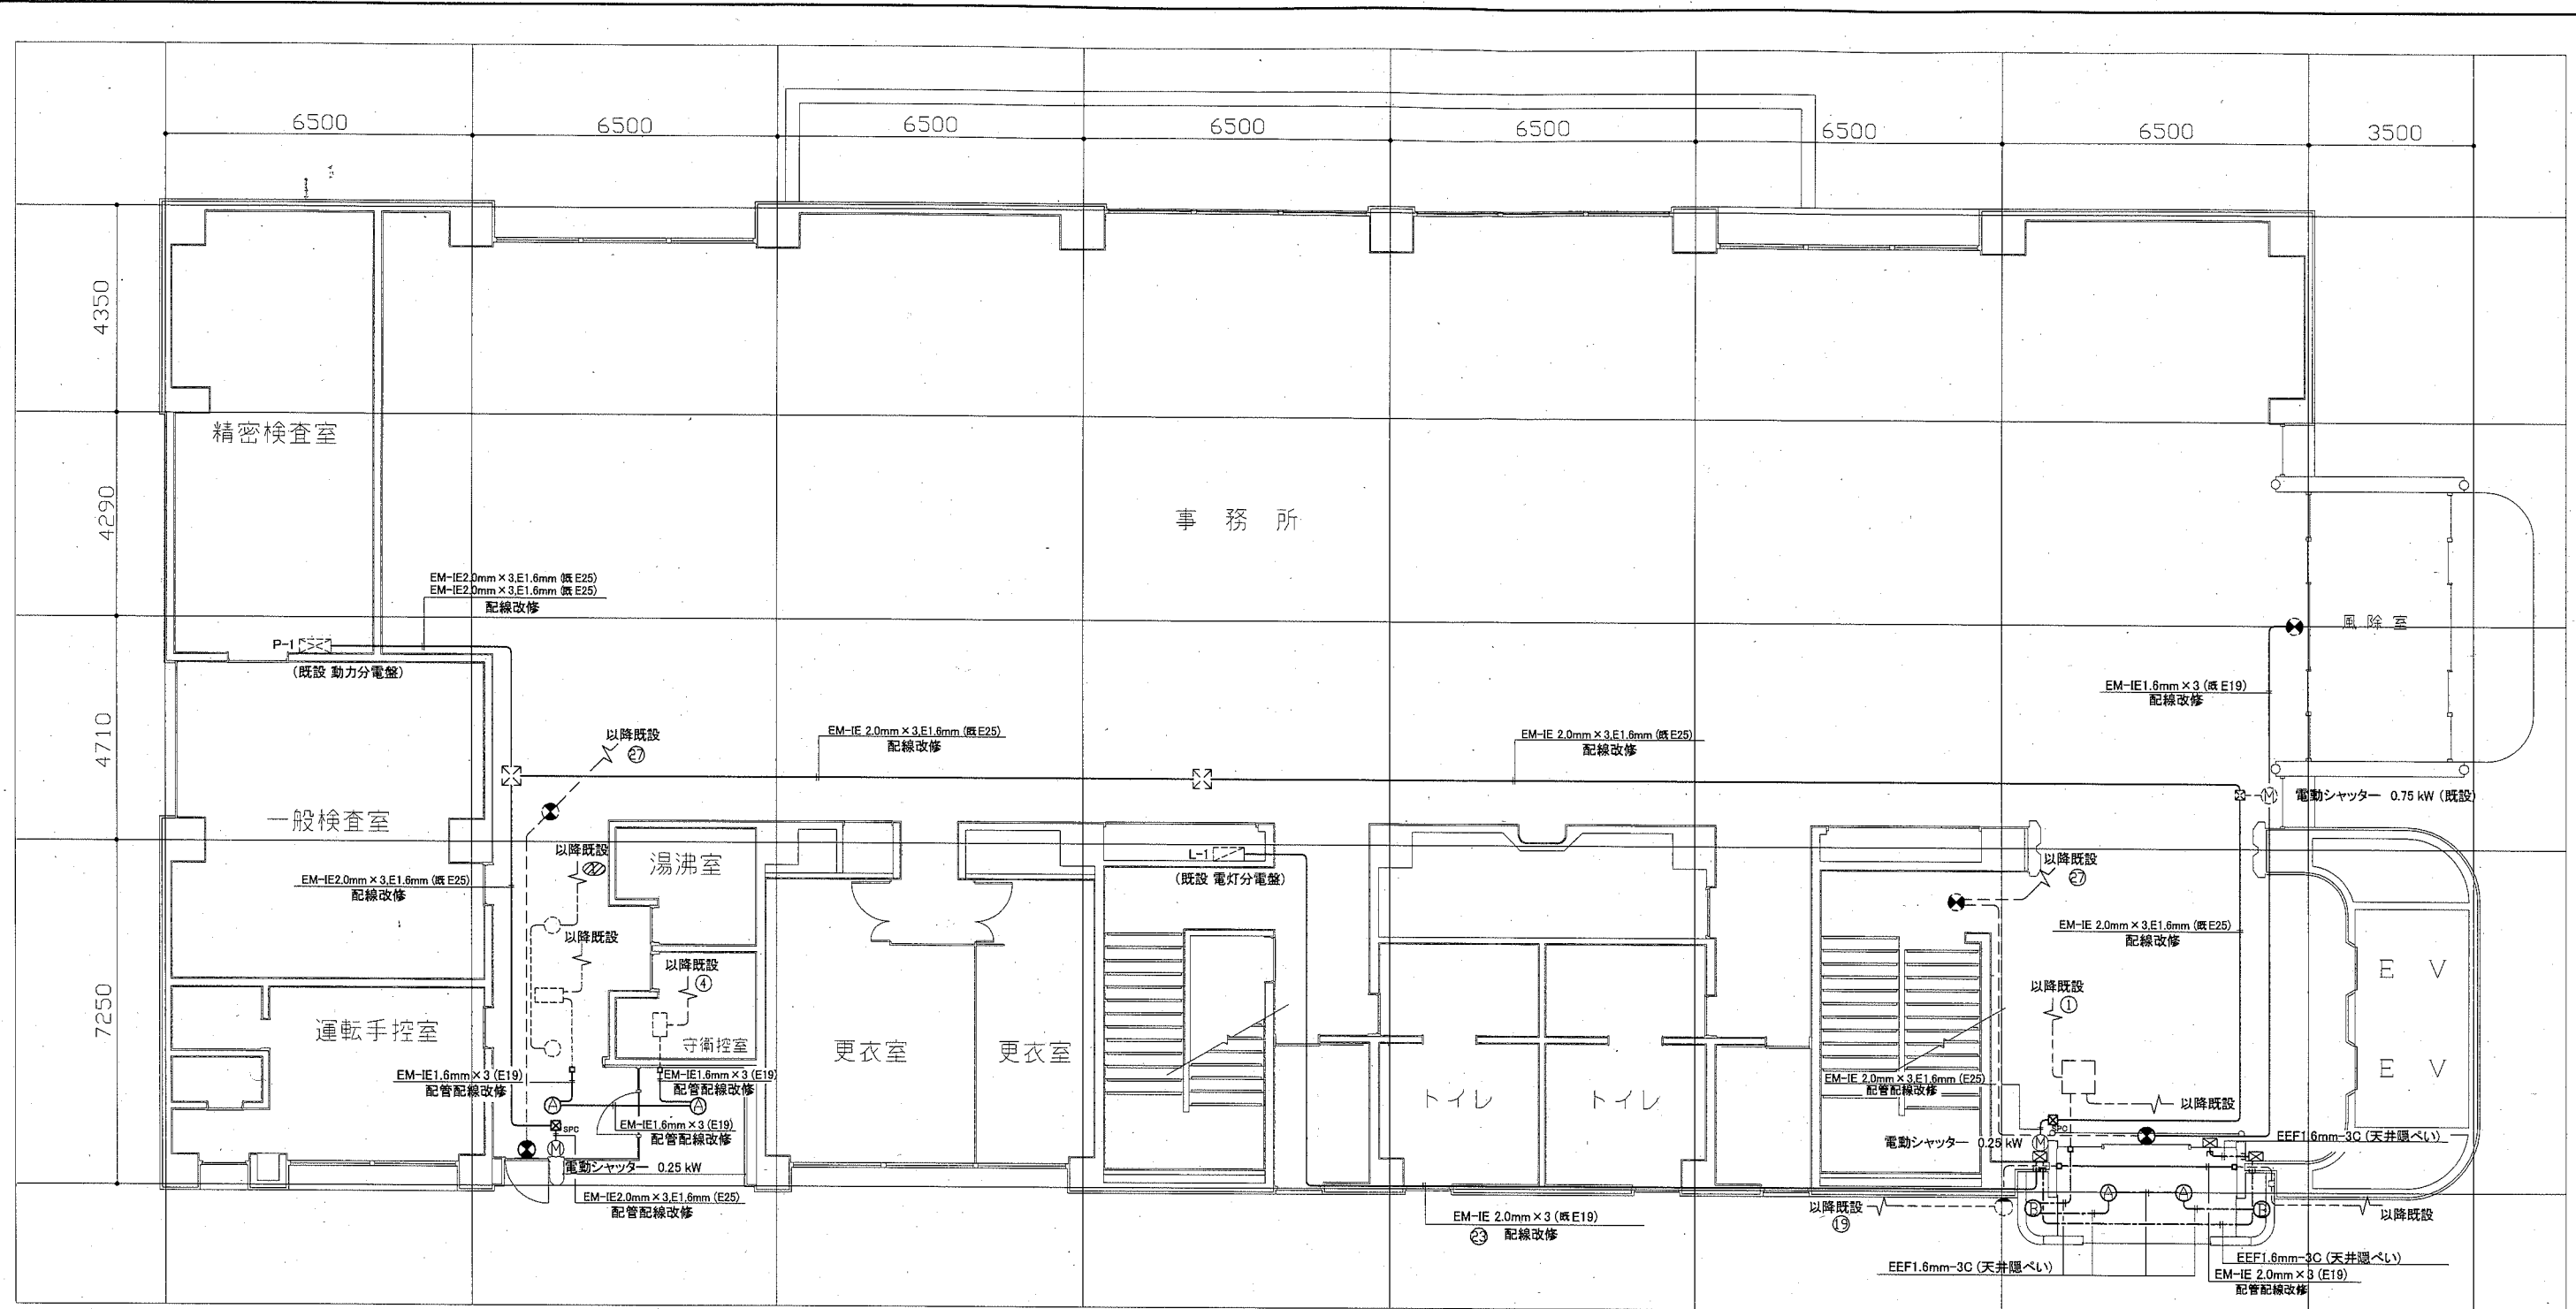 6500
6500
6500
6500
6500
6500
6500
3500
4350
4290
4710
7250
精密検査室
事 務 所
EM-IE2.0mm×3,E1.6mm (既E25)
EM-IE2.0mm×3,E1.6mm (既E25)
配線改修
P-1
(既設 動力分電盤)
風除室
EM-IE1.6mm×3 (既E19)
配線改修
以降既設
㉗
EM-IE 2.0mm×3,E1.6mm (既E25)
配線改修
EM-IE 2.0mm×3,E1.6mm (既E25)
配線改修
M
電動シャッター 0.75 kW (既設)
一般検査室
以降既設
湯沸室
L-1
(既設 電灯分電盤)
以降既設
㉗
EM-IE2.0mm×3,E1.6mm (既E25)
配線改修
以降既設
EM-IE 2.0mm×3,E1.6mm (既E25)
配線改修
以降既設
④
E V
以降既設
①
運転手控室
守衛控室
更衣室
更衣室
E V
EM-IE1.6mm×3 (E19)
配管配線改修
EM-IE1.6mm×3 (E19)
配管配線改修
EM-IE 2.0mm×3,E1.6mm (E25)
配管配線改修
トイレ
トイレ
以降既設
A
A
EM-IE1.6mm×3 (E19)
配管配線改修
SPC
M
電動シャッター 0.25 kW
SPC
電動シャッター 0.25 kW
M
EEF1.6mm-3C (天井隠ぺい)
EM-IE2.0mm×3,E1.6mm (E25)
配管配線改修
以降既設
⑲
EM-IE 2.0mm×3 (既E19)
㉓ 配線改修
B
A
A
B
以降既設
EEF1.6mm-3C (天井隠ぺい)
EEF1.6mm-3C (天井隠ぺい)
EM-IE 2.0mm×3 (E19)
配管配線改修